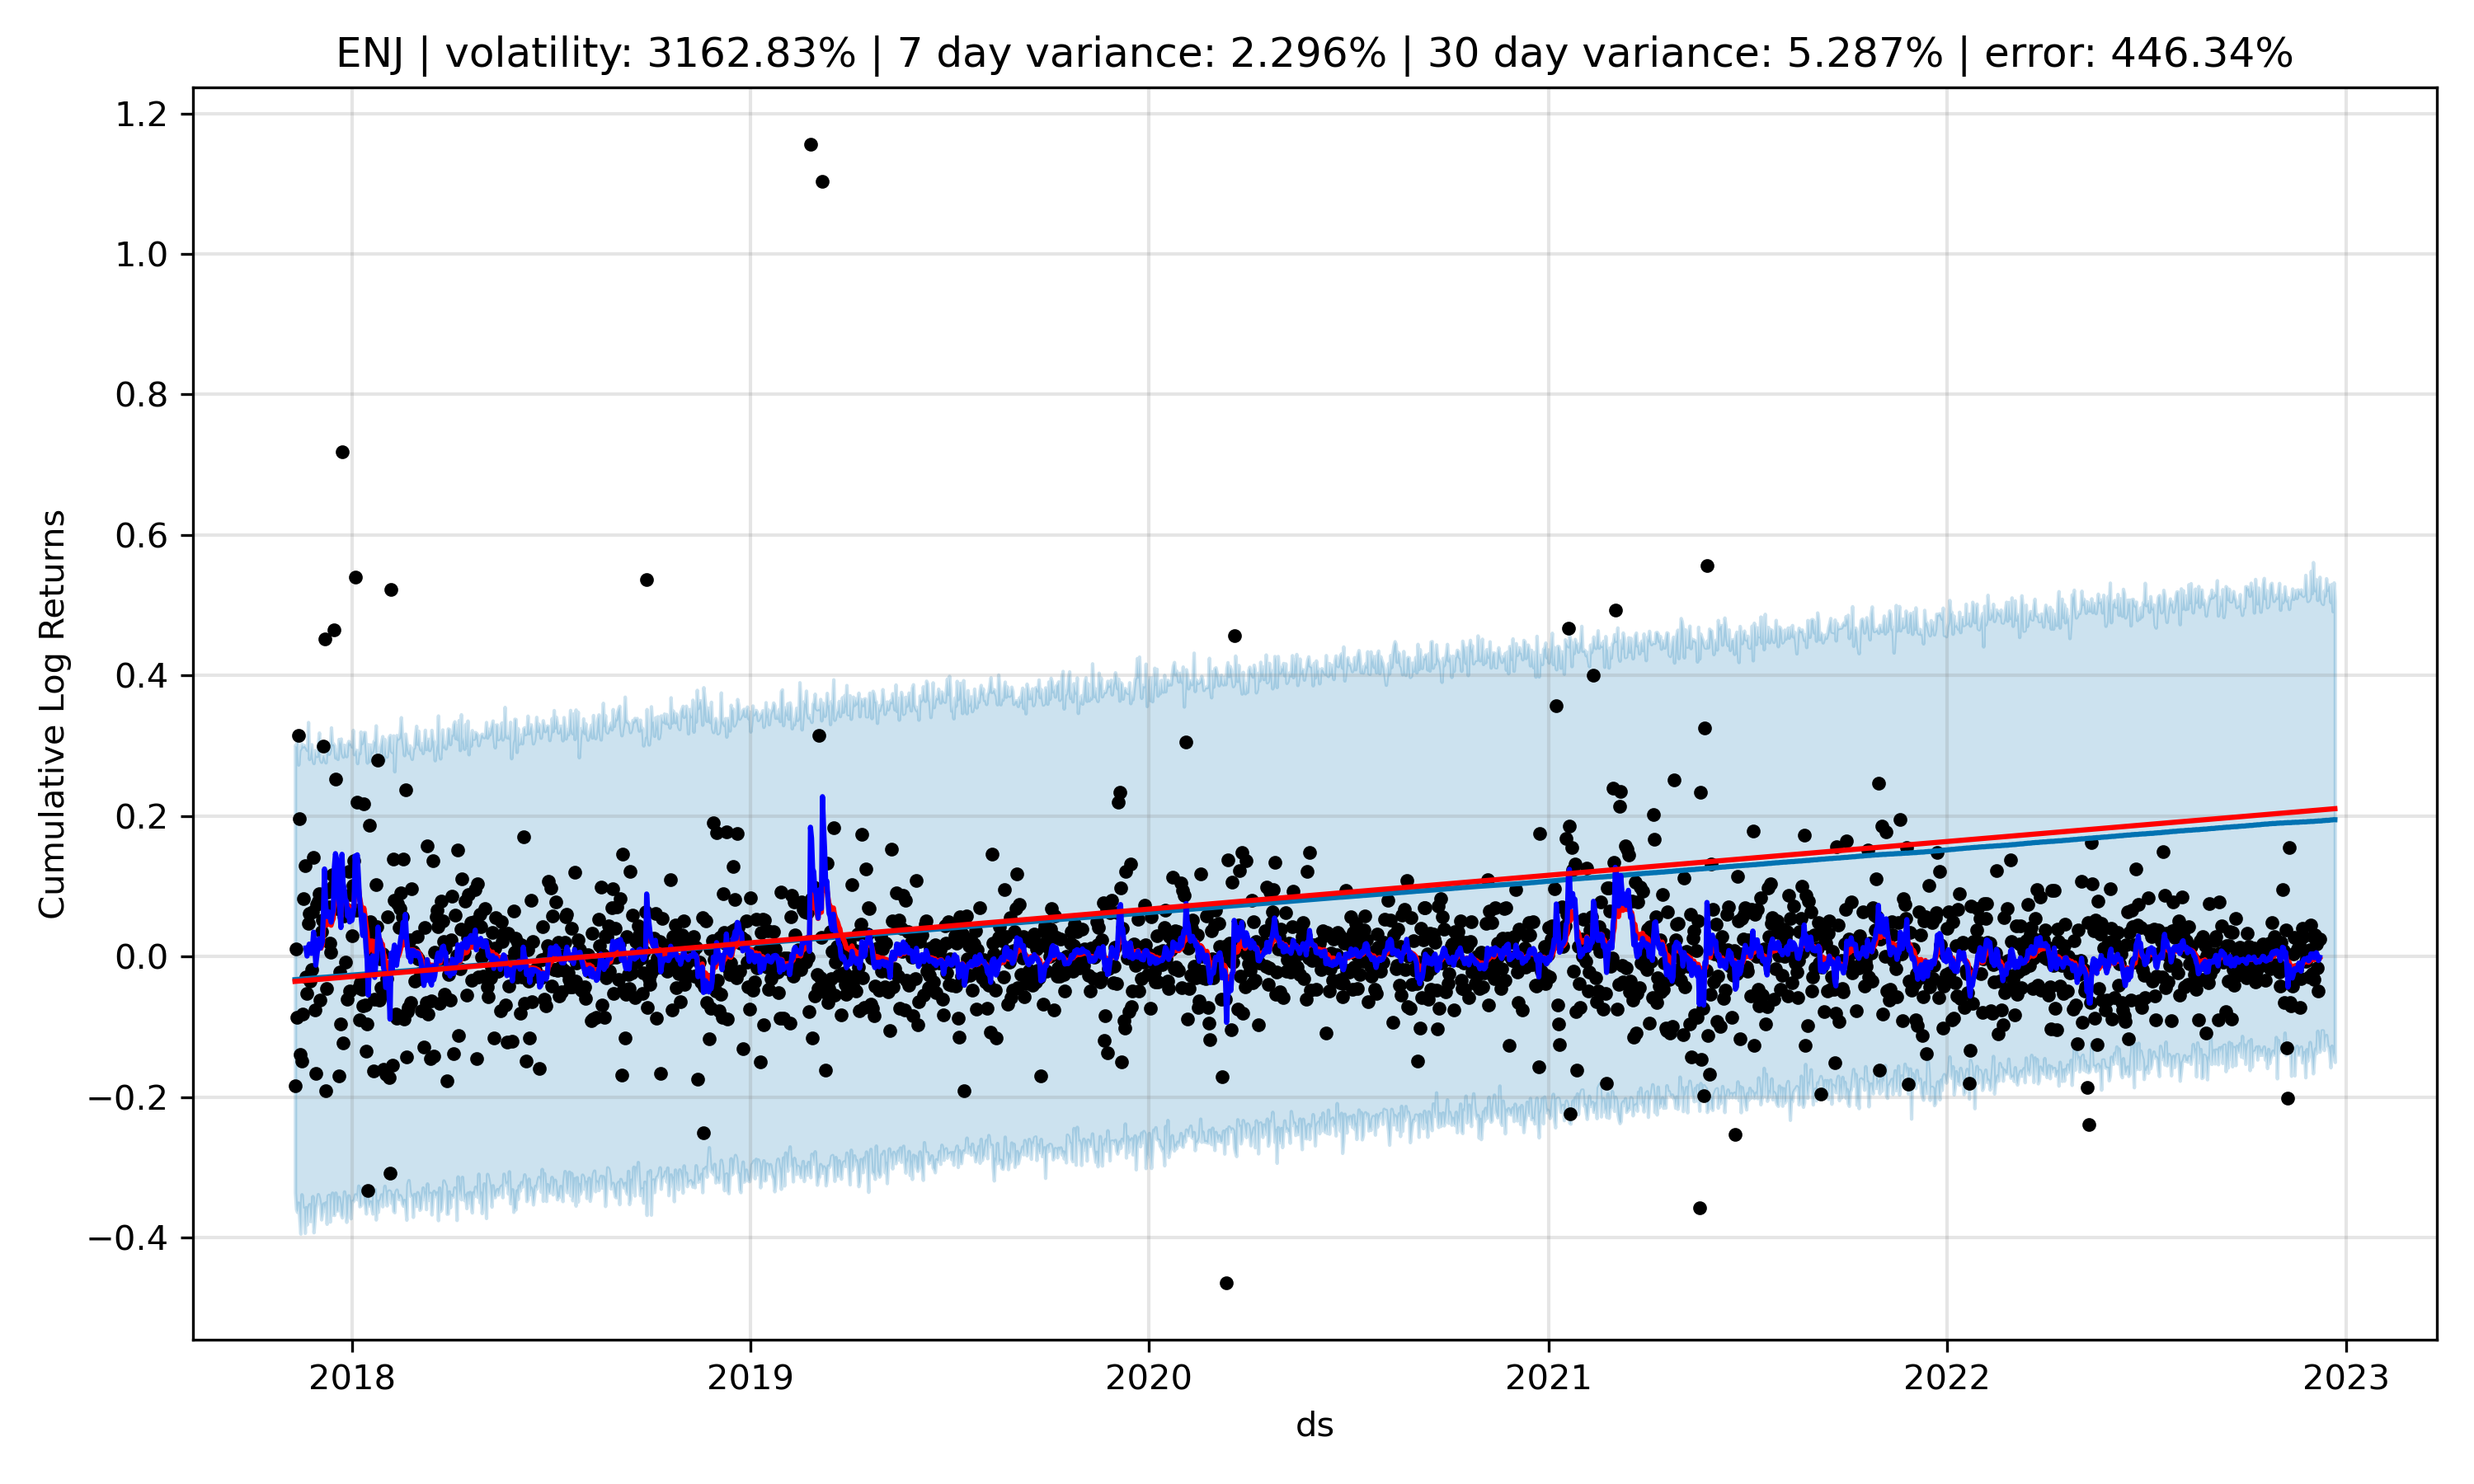 ENJ | volatility: 3162.83% | 7 day variance: 2.296% | 30 day variance: 5.287% | error: 446.34%
Cumulative Log Returns
1.2
1.0
0.8
0.6
0.4
0.2
0.0
−0.2
−0.4
2018 2019 2020 2021 2022 2023
ds